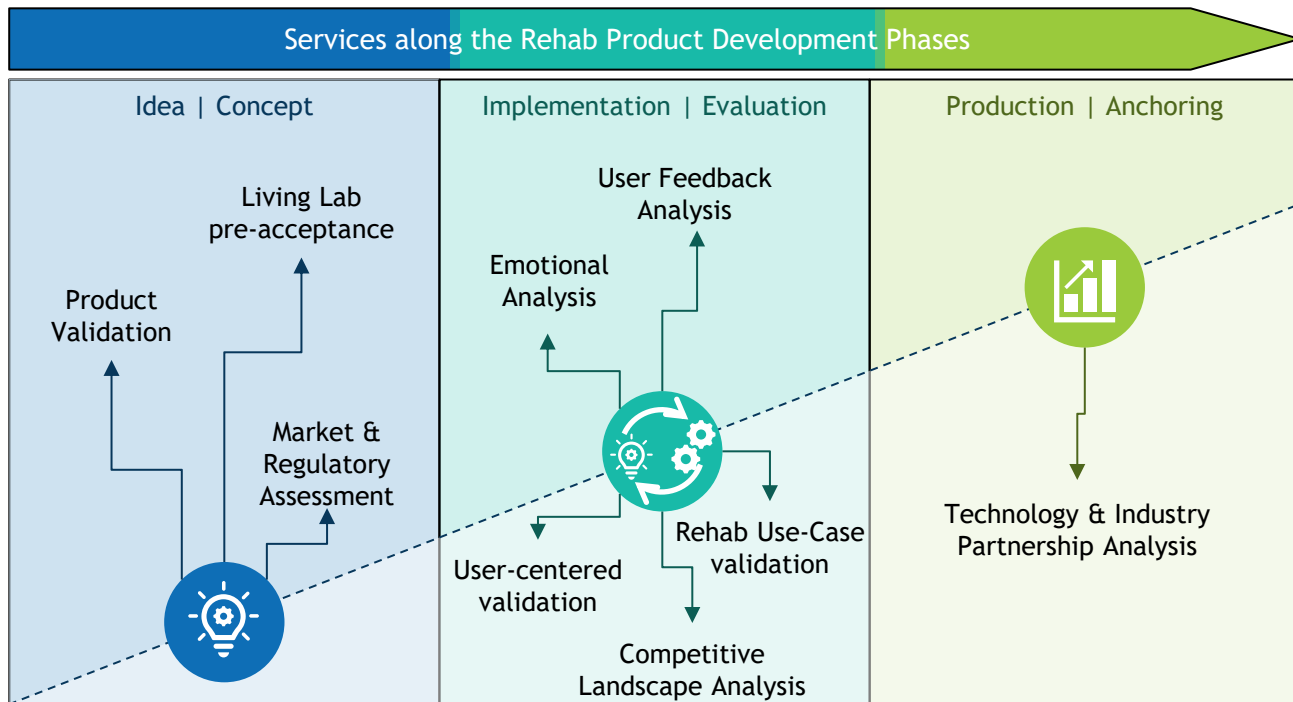 Services along the Rehab Product Development Phases
Idea | Concept
Implementation | Evaluation
Production | Anchoring
Living Lab
pre-acceptance
Product
Validation
Market &
Regulatory
Assessment
User Feedback
Analysis
Emotional
Analysis
User-centered
validation
Rehab Use-Case
validation
Competitive
Landscape Analysis
Technology & Industry
Partnership Analysis